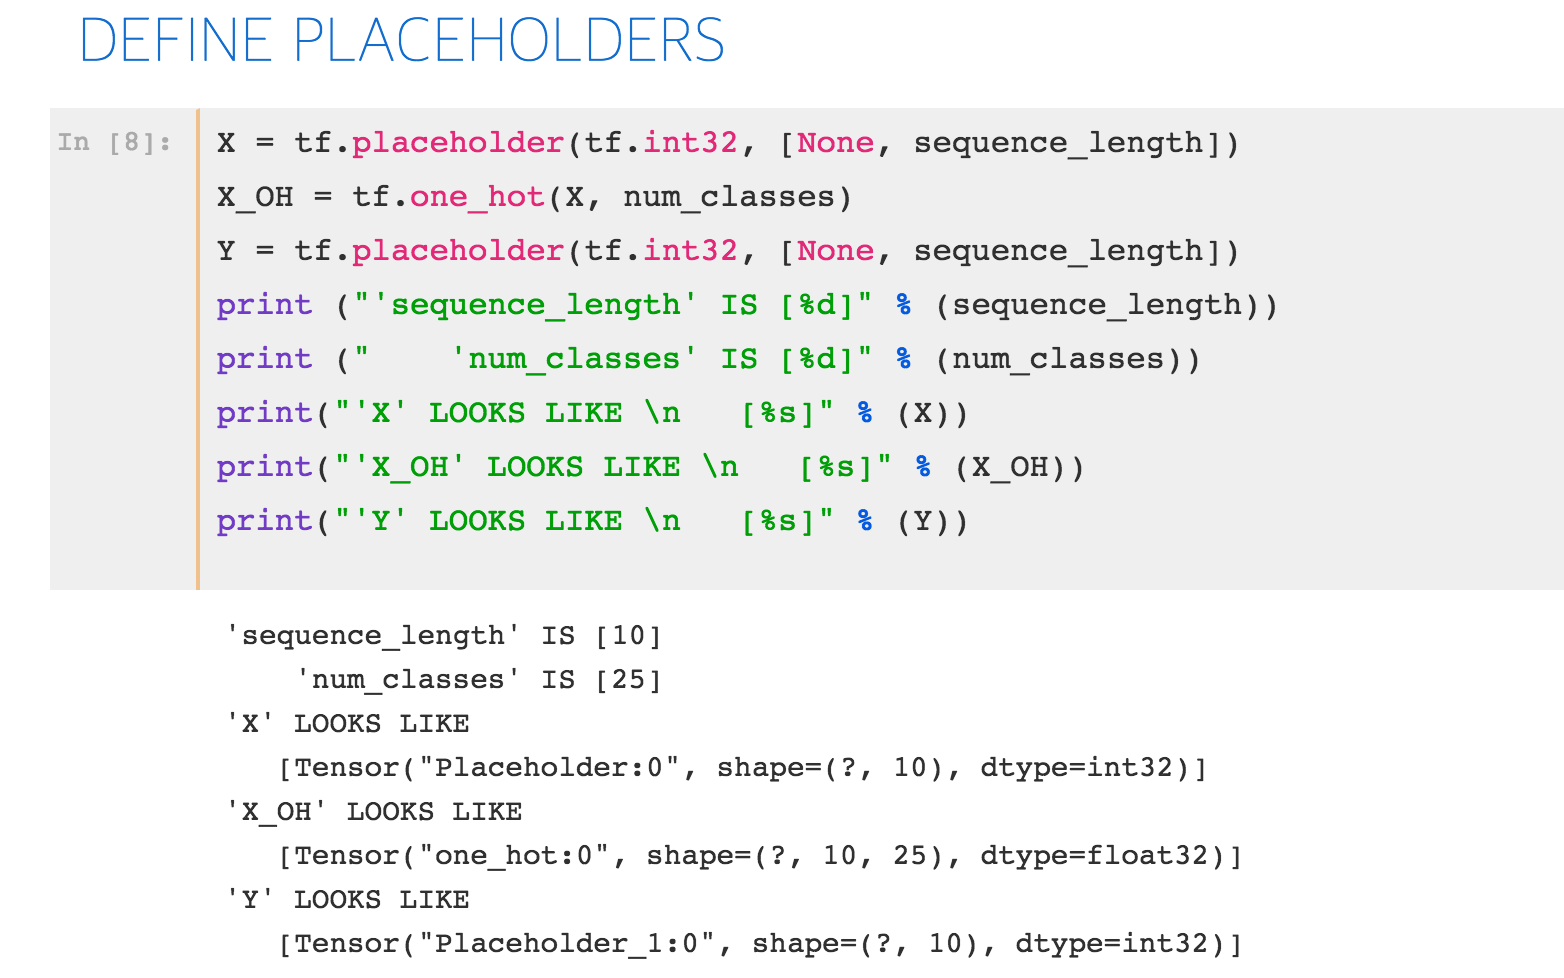 DEFINE PLACEHOLDERS
In [8]:
X = tf.placeholder(tf.int32, [None, sequence_length])
X_OH = tf.one_hot(X, num_classes)
Y = tf.placeholder(tf.int32, [None, sequence_length])
print ("'sequence_length' IS [%d]" % (sequence_length))
print ("    'num_classes' IS [%d]" % (num_classes))
print("'X' LOOKS LIKE \n   [%s]" % (X))
print("'X_OH' LOOKS LIKE \n   [%s]" % (X_OH))
print("'Y' LOOKS LIKE \n   [%s]" % (Y))
'sequence_length' IS [10]
    'num_classes' IS [25]
'X' LOOKS LIKE
   [Tensor("Placeholder:0", shape=(?, 10), dtype=int32)]
'X_OH' LOOKS LIKE
   [Tensor("one_hot:0", shape=(?, 10, 25), dtype=float32)]
'Y' LOOKS LIKE
   [Tensor("Placeholder_1:0", shape=(?, 10), dtype=int32)]